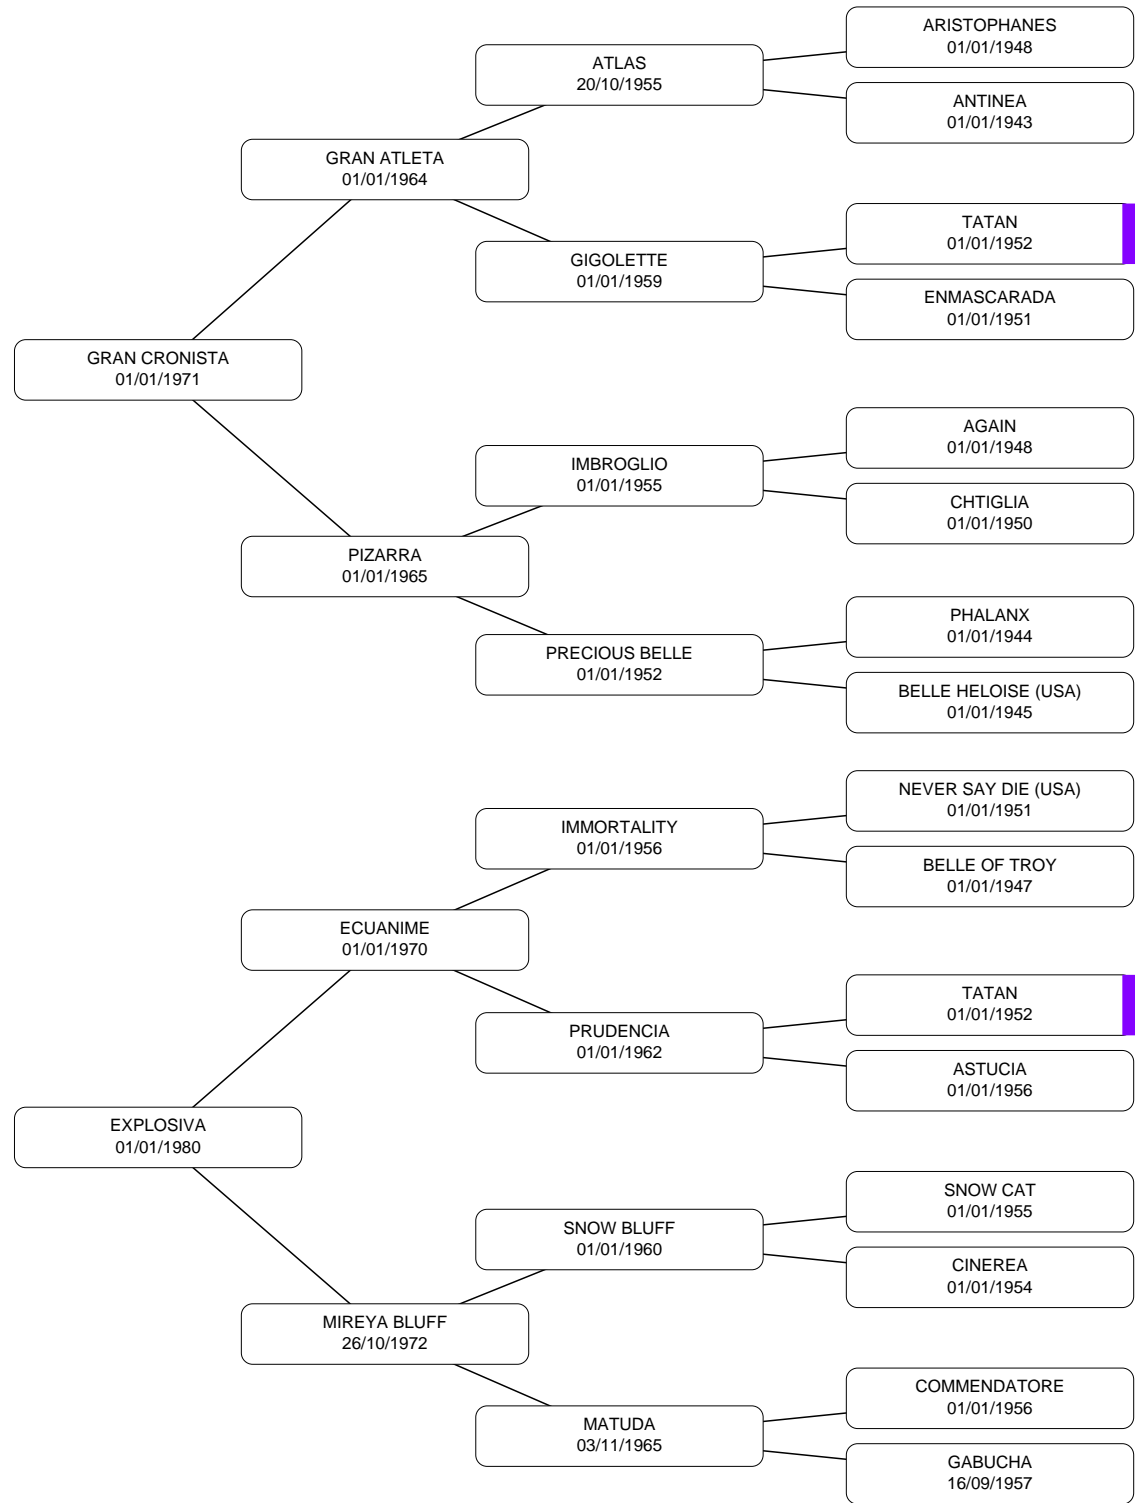 ARISTOPHANES
01/01/1948
ATLAS
20/10/1955
ANTINEA
01/01/1943
GRAN ATLETA
01/01/1964
TATAN
01/01/1952
GIGOLETTE
01/01/1959
ENMASCARADA
01/01/1951
GRAN CRONISTA
01/01/1971
AGAIN
01/01/1948
IMBROGLIO
01/01/1955
CHTIGLIA
01/01/1950
PIZARRA
01/01/1965
PHALANX
01/01/1944
PRECIOUS BELLE
01/01/1952
BELLE HELOISE (USA)
01/01/1945
NEVER SAY DIE (USA)
01/01/1951
IMMORTALITY
01/01/1956
BELLE OF TROY
01/01/1947
ECUANIME
01/01/1970
TATAN
01/01/1952
PRUDENCIA
01/01/1962
ASTUCIA
01/01/1956
EXPLOSIVA
01/01/1980
SNOW CAT
01/01/1955
SNOW BLUFF
01/01/1960
CINEREA
01/01/1954
MIREYA BLUFF
26/10/1972
COMMENDATORE
01/01/1956
MATUDA
03/11/1965
GABUCHA
16/09/1957